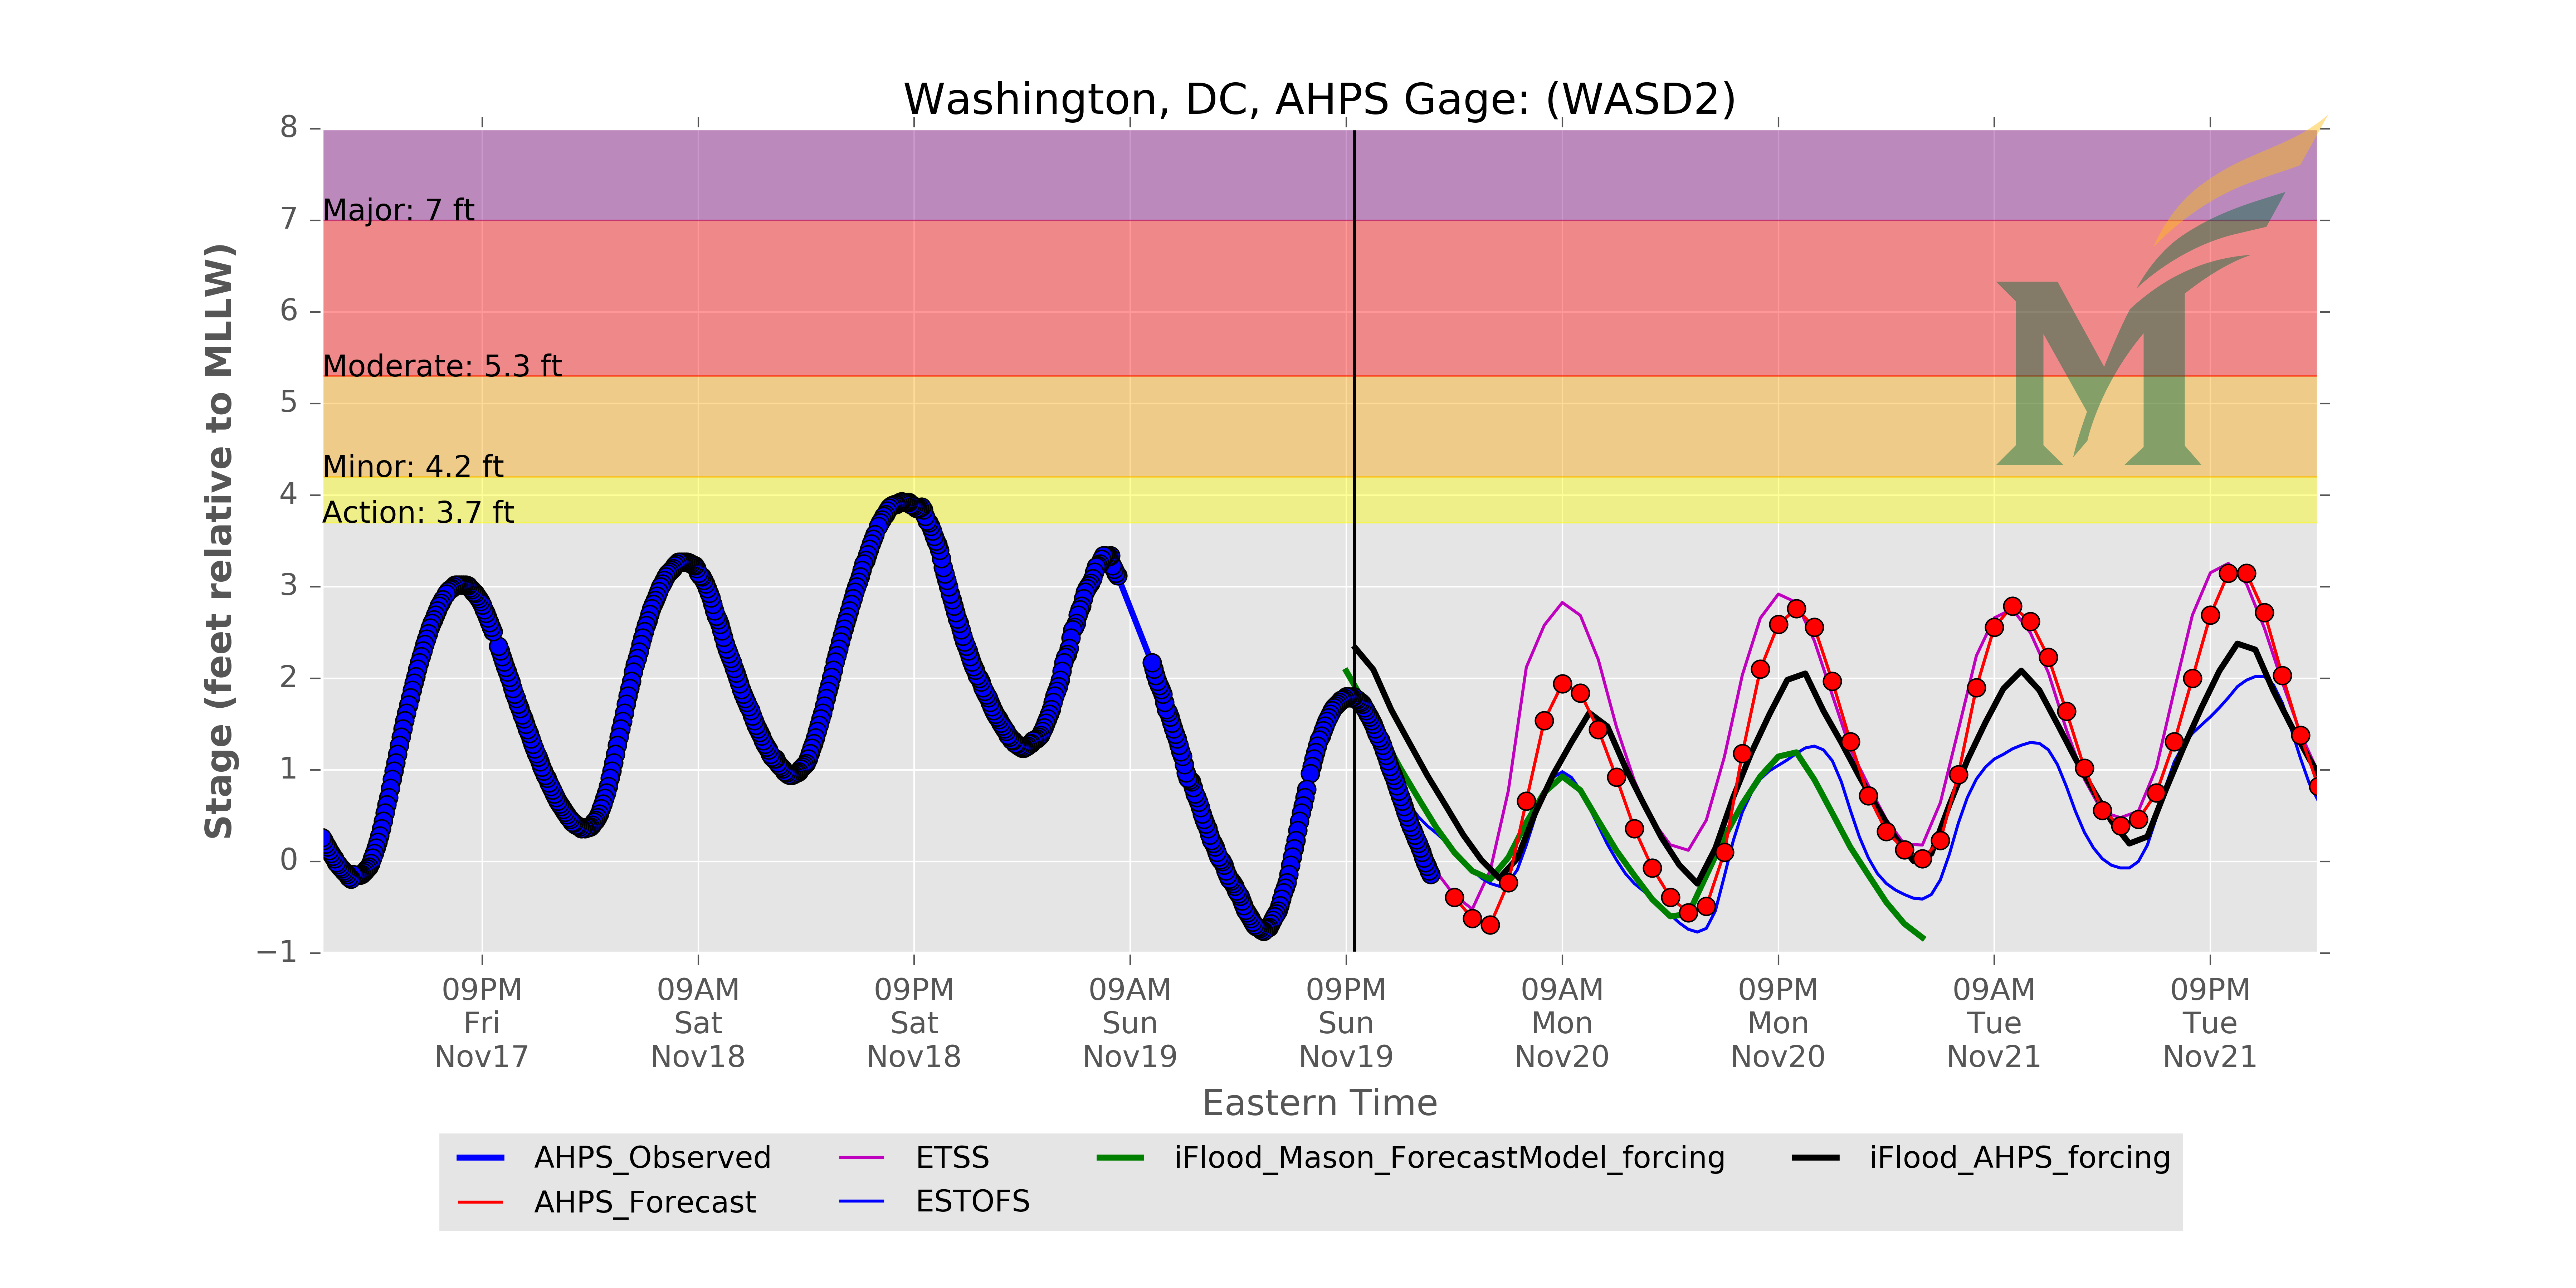 Washington, DC, AHPS Gage: (WASD2)
Stage (feet relative to MLLW)
8
7
6
5
4
3
2
1
0
−1
Major: 7 ft
Moderate: 5.3 ft
Minor: 4.2 ft
Action: 3.7 ft
M
09PM 09AM 09PM 09AM 09PM 09AM 09PM 09AM 09PM
Fri Sat Sat Sun Sun Mon Mon Tue Tue
Nov17 Nov18 Nov18 Nov19 Nov19 Nov20 Nov20 Nov21 Nov21
Eastern Time
AHPS_Observed ETSS iFlood_Mason_ForecastModel_forcing iFlood_AHPS_forcing
AHPS_Forecast ESTOFS